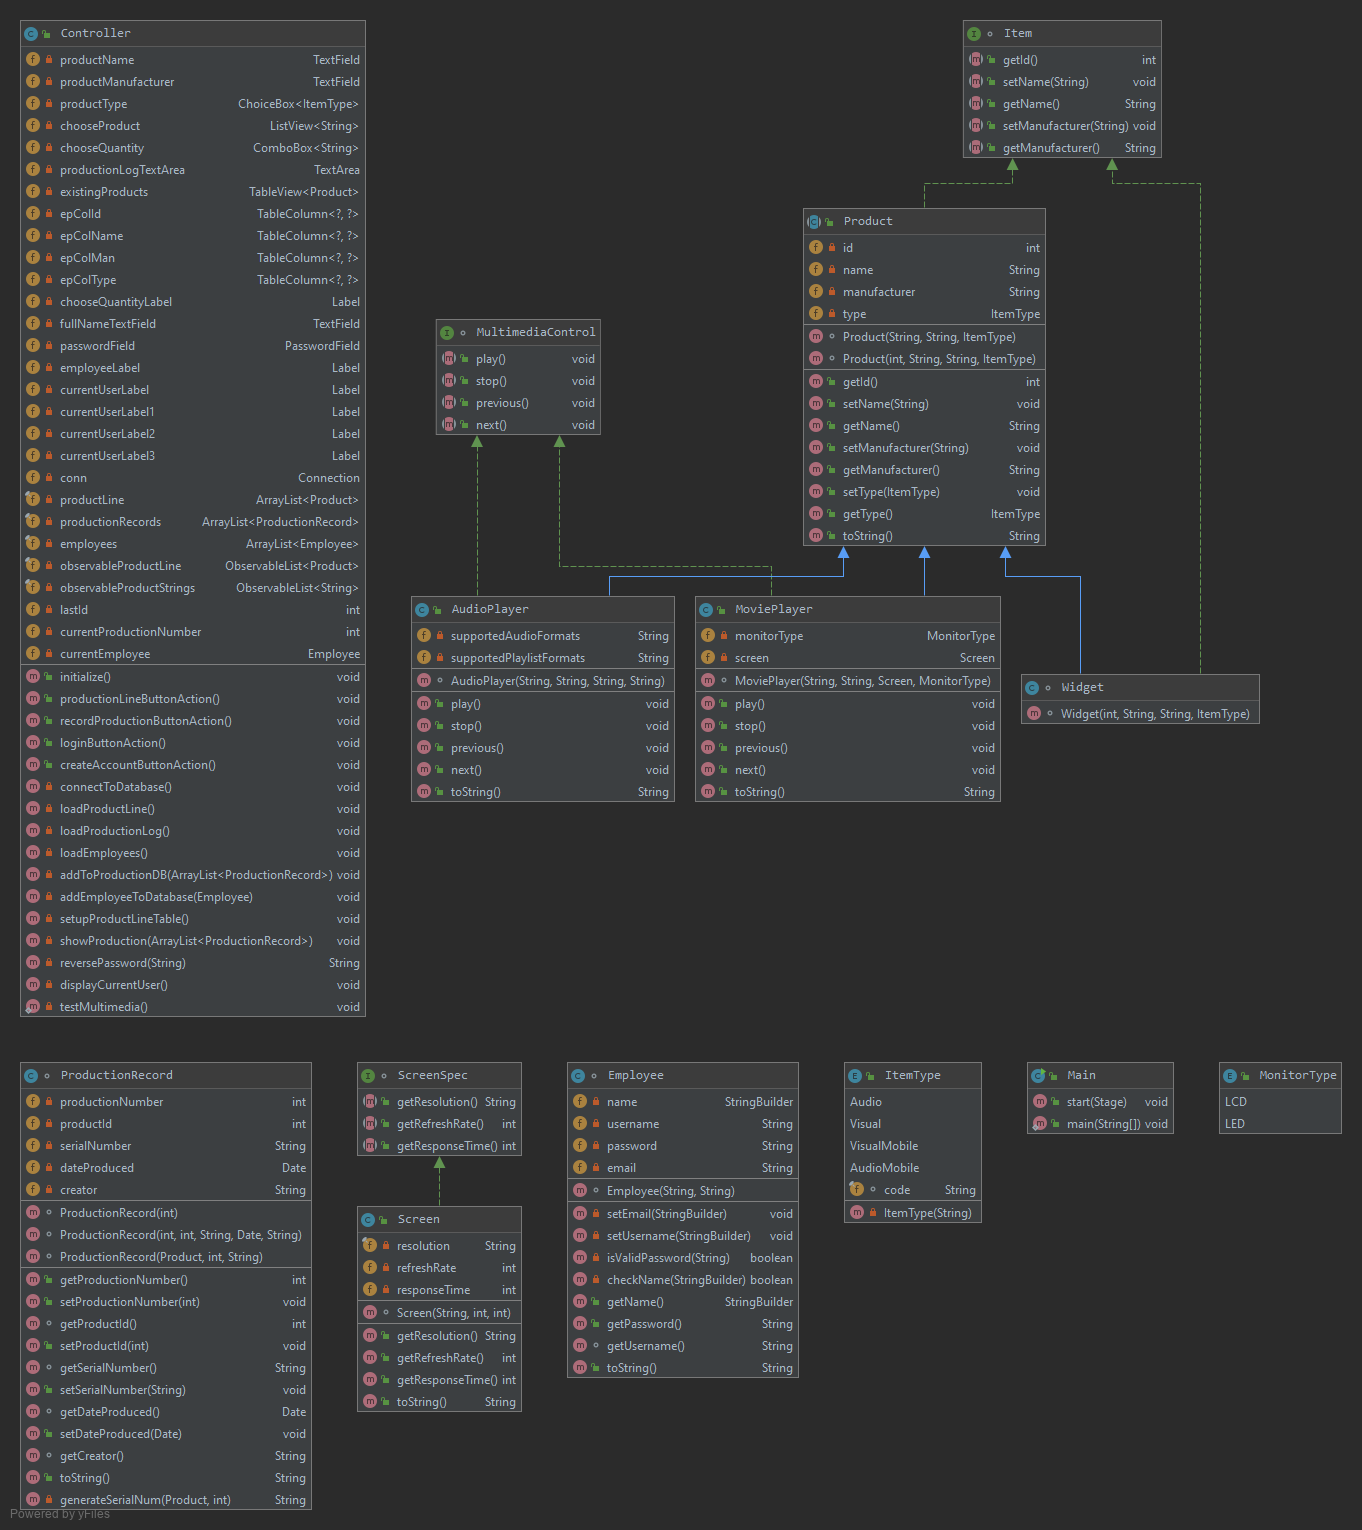 Controller
productName TextField
productManufacturer TextField
productType ChoiceBox<ItemType>
chooseProduct ListView<String>
chooseQuantity ComboBox<String>
productionLogTextArea TextArea
existingProducts TableView<Product>
epColId TableColumn<?, ?>
epColName TableColumn<?, ?>
epColMan TableColumn<?, ?>
epColType TableColumn<?, ?>
chooseQuantityLabel Label
fullNameTextField TextField
passwordField PasswordField
employeeLabel Label
currentUserLabel Label
currentUserLabel1 Label
currentUserLabel2 Label
currentUserLabel3 Label
conn Connection
productLine ArrayList<Product>
productionRecords ArrayList<ProductionRecord>
employees ArrayList<Employee>
observableProductLine ObservableList<Product>
observableProductStrings ObservableList<String>
lastId int
currentProductionNumber int
currentEmployee Employee
initialize() void
productionLineButtonAction() void
recordProductionButtonAction() void
loginButtonAction() void
createAccountButtonAction() void
connectToDatabase() void
loadProductLine() void
loadProductionLog() void
loadEmployees() void
addToProductionDB(ArrayList<ProductionRecord>) void
addEmployeeToDatabase(Employee) void
setupProductLineTable() void
showProduction(ArrayList<ProductionRecord>) void
reversePassword(String) String
displayCurrentUser() void
testMultimedia() void
Item
getId() int
setName(String) void
getName() String
setManufacturer(String) void
getManufacturer() String
Product
id int
name String
manufacturer String
type ItemType
Product(String, String, ItemType)
Product(int, String, String, ItemType)
getId() int
setName(String) void
getName() String
setManufacturer(String) void
getManufacturer() String
setType(ItemType) void
getType() ItemType
toString() String
MultimediaControl
play() void
stop() void
previous() void
next() void
AudioPlayer
supportedAudioFormats String
supportedPlaylistFormats String
AudioPlayer(String, String, String, String)
play() void
stop() void
previous() void
next() void
toString() String
MoviePlayer
monitorType MonitorType
screen Screen
MoviePlayer(String, String, Screen, MonitorType)
play() void
stop() void
previous() void
next() void
toString() String
Widget
Widget(int, String, String, ItemType)
ProductionRecord
productionNumber int
productId int
serialNumber String
dateProduced Date
creator String
ProductionRecord(int)
ProductionRecord(int, int, String, Date, String)
ProductionRecord(Product, int, String)
getProductionNumber() int
setProductionNumber(int) void
getProductId() int
setProductId(int) void
getSerialNumber() String
setSerialNumber(String) void
getDateProduced() Date
setDateProduced(Date) void
getCreator() String
toString() String
generateSerialNum(Product, int) String
ScreenSpec
getResolution() String
getRefreshRate() int
getResponseTime() int
Screen
resolution String
refreshRate int
responseTime int
Screen(String, int, int)
getResolution() String
getRefreshRate() int
getResponseTime() int
toString() String
Employee
name StringBuilder
username String
password String
email String
Employee(String, String)
setEmail(StringBuilder) void
setUsername(StringBuilder) void
isValidPassword(String) boolean
checkName(StringBuilder) boolean
getName() StringBuilder
getPassword() String
getUsername() String
toString() String
ItemType
Audio
Visual
VisualMobile
AudioMobile
code String
ItemType(String)
Main
start(Stage) void
main(String[]) void
MonitorType
LCD
LED
Powered by yFiles